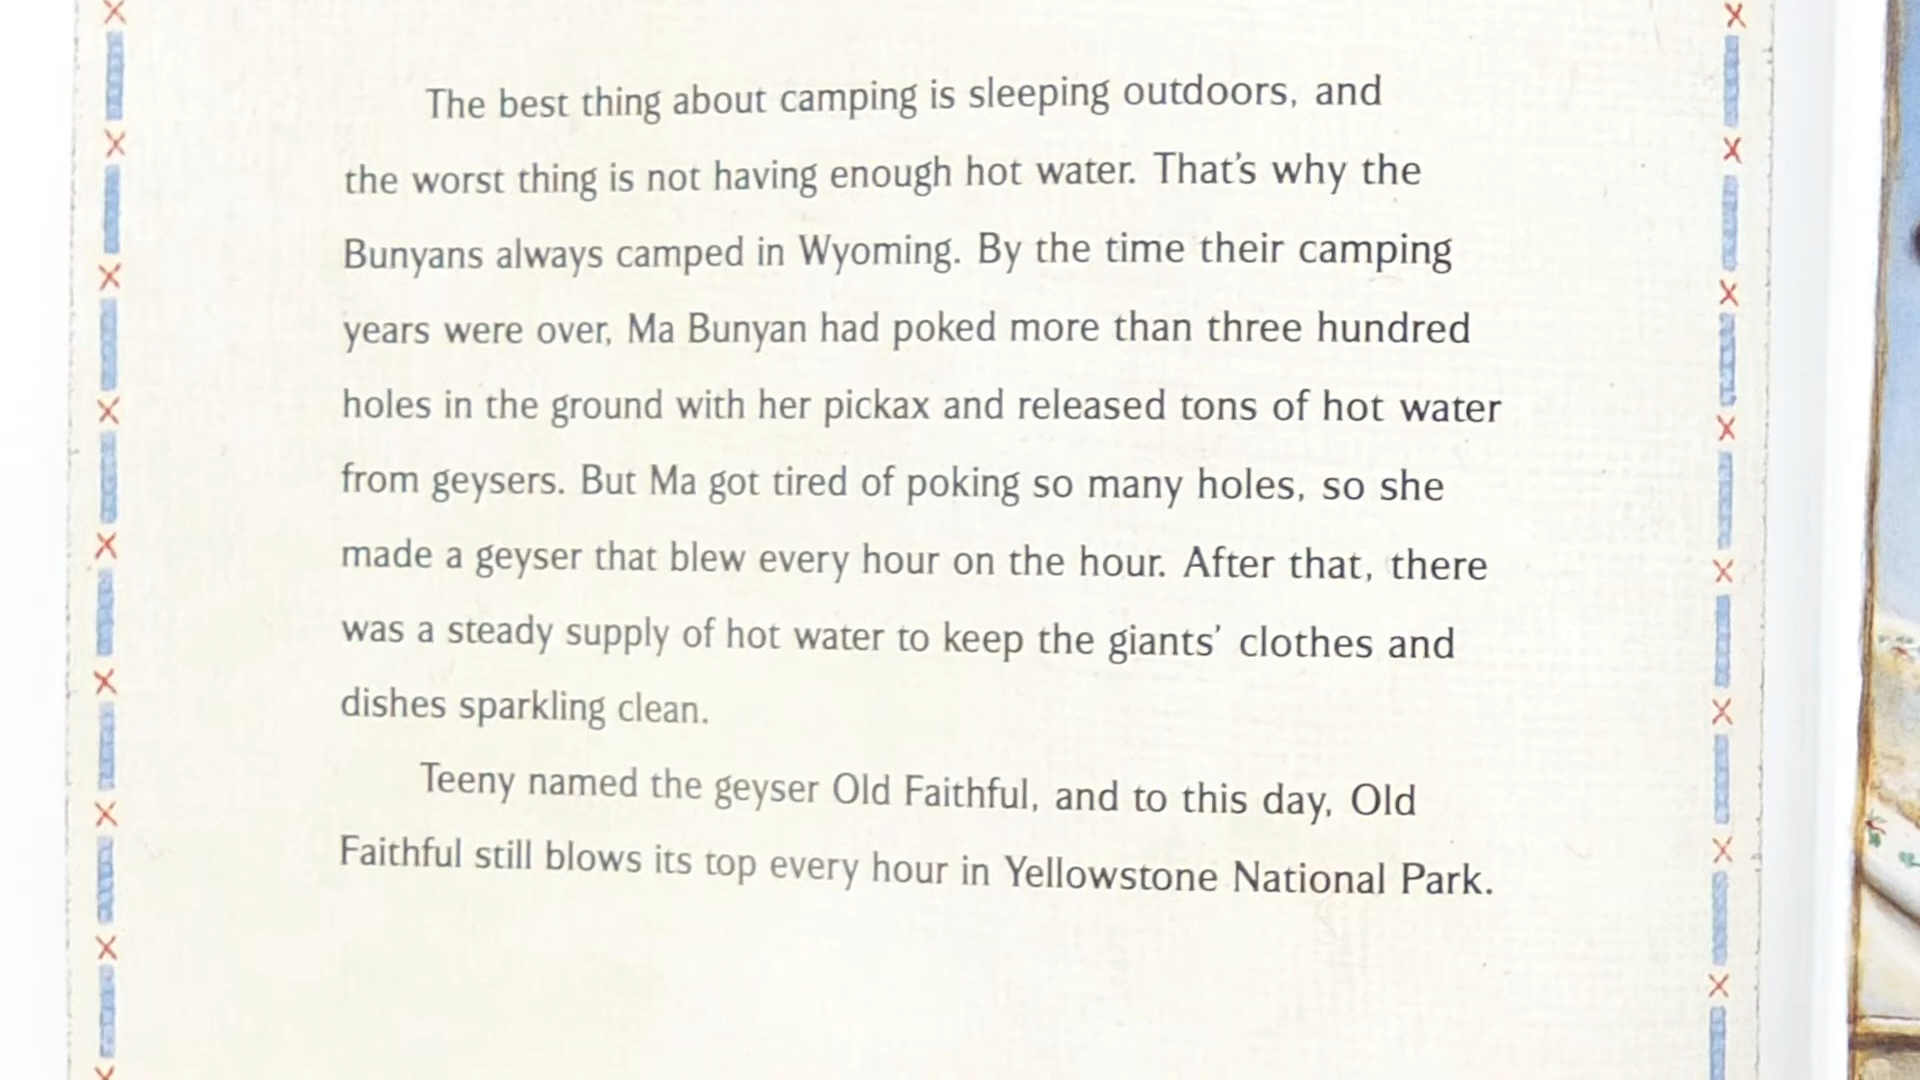 The best thing about camping is sleeping outdoors, and
the worst thing is not having enough hot water. That's why the
Bunyans always camped in Wyoming. By the time their camping
years were over, Ma Bunyan had poked more than three hundred
holes in the ground with her pickax and released tons of hot water
from geysers. But Ma got tired of poking so many holes, so she
made a geyser that blew every hour on the hour. After that, there
was a steady supply of hot water to keep the giants' clothes and
dishes sparkling clean.
Teeny named the geyser Old Faithful, and to this day, Old
Faithful still blows its top every hour in Yellowstone National Park.